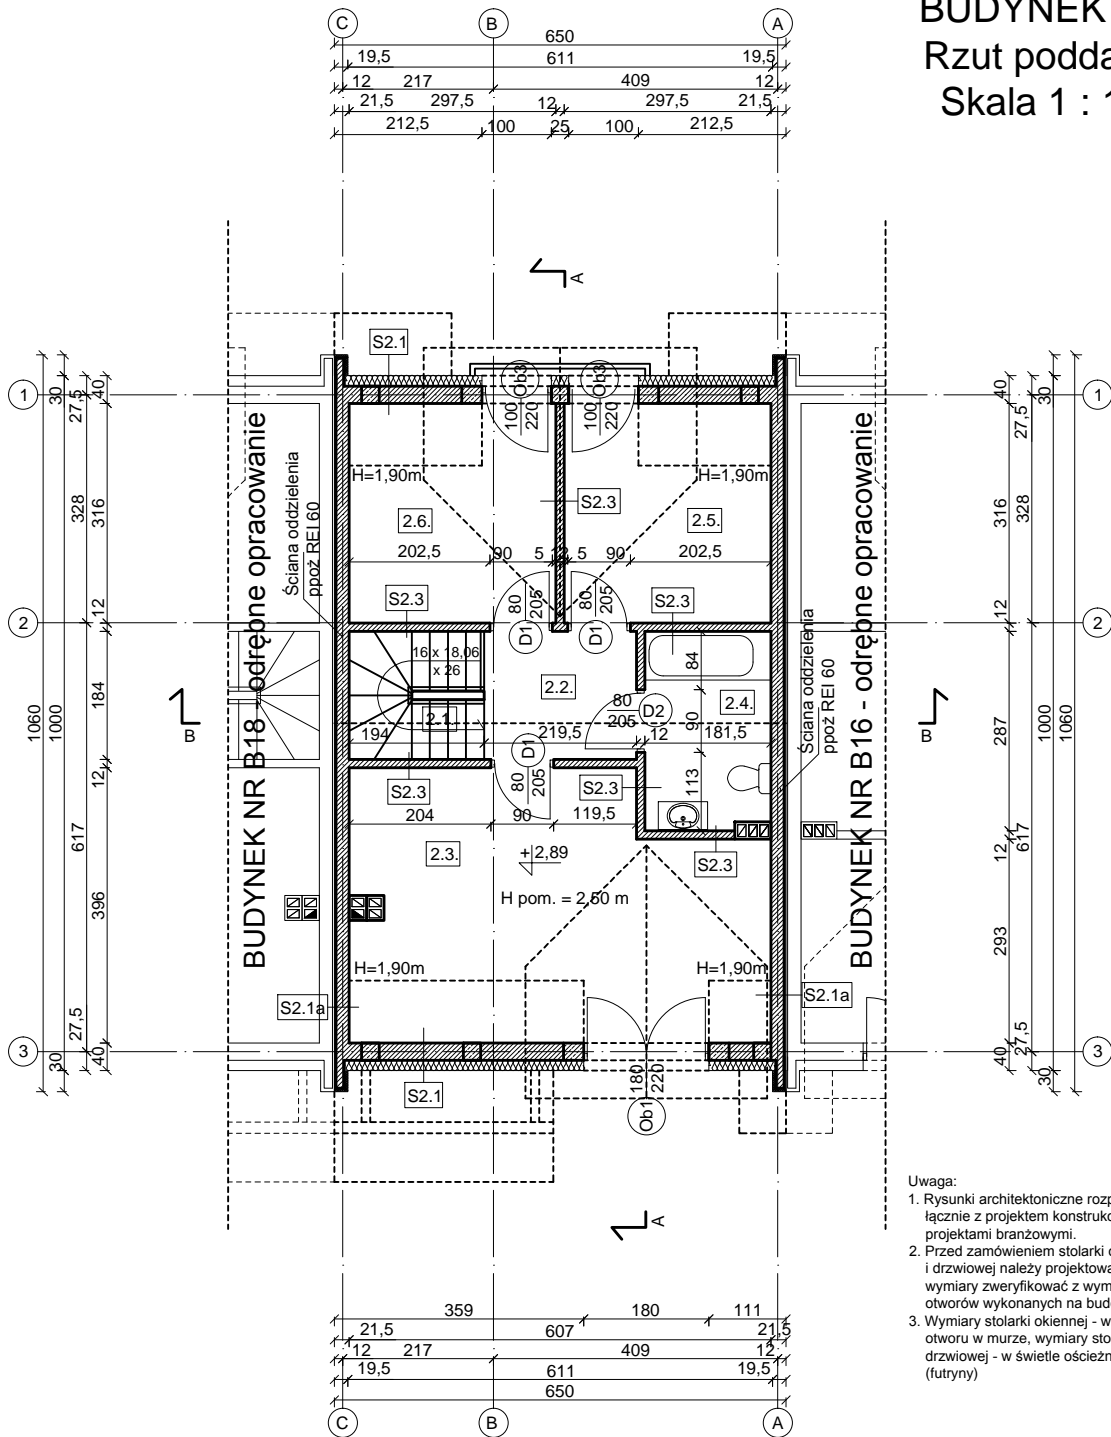 BUDYNEK
Rzut podda
Skala 1 : 1
C B A
650
19,5 611 19,5
12 217 409 12
21,5 297,5 12 297,5 21,5
212,5 100 25 100 212,5
A
S2.1
Ob3 Ob3
100 220 100 220
1 1
30 27,5 40
40 27,5 30
H=1,90m H=1,90m
BUDYNEK NR B18 - odrębne opracowanie
Ściana oddzielenia
ppoż REI 60
328 316
316 328
S2.3
2.6. 2.5.
202,5 90 5 12 5 90 202,5
S2.3 S2.3
80 205 80 205
D1 D1
2 2
12 12
16 x 18,06
x 26
2.2.
84
2.4.
80
205
D2
90
2.1.
194 219,5 12 181,5
D1
80 205
S2.3 S2.3
113
204 90 119,5
S2.3
2.3.
+2,89
H pom. = 2,50 m
BUDYNEK NR B16 - odrębne opracowanie
Ściana oddzielenia
ppoż REI 60
B B
1060 1000 617 184 12 396
287 12 617 293 1000 1060
H=1,90m H=1,90m
S2.1a S2.1a
3 3
27,5 40 30
40 27,5 30
S2.1
180 220
Ob1
A
Uwaga:
1. Rysunki architektoniczne rozp
łącznie z projektem konstrukc
projektami branżowymi.
2. Przed zamówieniem stolarki o
i drzwiowej należy projektowa
wymiary zweryfikować z wym
otworów wykonanych na bud
3. Wymiary stolarki okiennej - w
otworu w murze, wymiary sto
drzwiowej - w świetle ościeżn
(futryny)
359 180 111
21,5 607 21,5
12 217 409 12
19,5 611 19,5
650
C B A